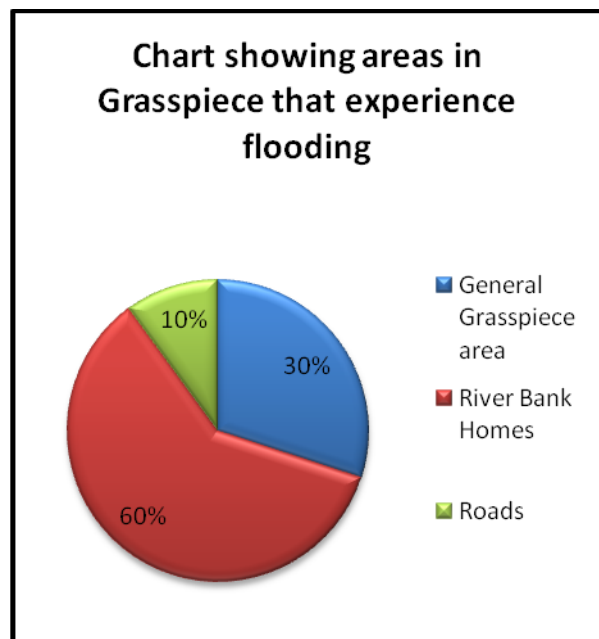 Chart showing areas in
Grasspiece that experience
flooding
10%
30%
60%
General
Grasspiece
area
River Bank
Homes
Roads